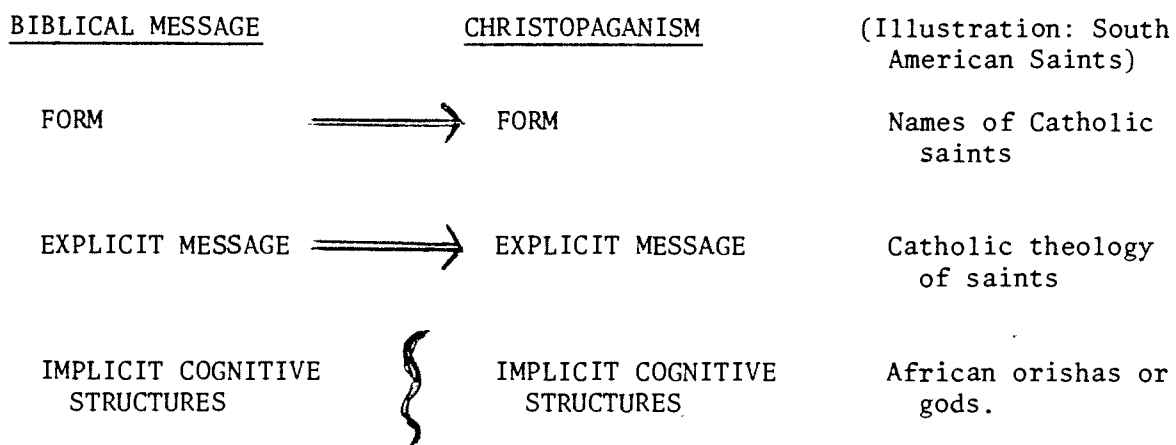 BIBLICAL MESSAGE CHRISTOPAGANISM (Illustration: South
American Saints)
FORM FORM Names of Catholic
saints
EXPLICIT MESSAGE EXPLICIT MESSAGE Catholic theology
of saints
IMPLICIT COGNITIVE IMPLICIT COGNITIVE African orishas or
STRUCTURES STRUCTURES gods.